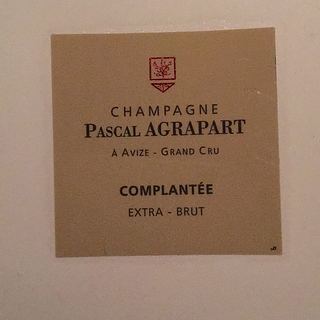 CHAMPAGNE
PASCAL AGRAPART
À AVIZE - GRAND CRU
COMPLANTÉE
EXTRA - BRUT